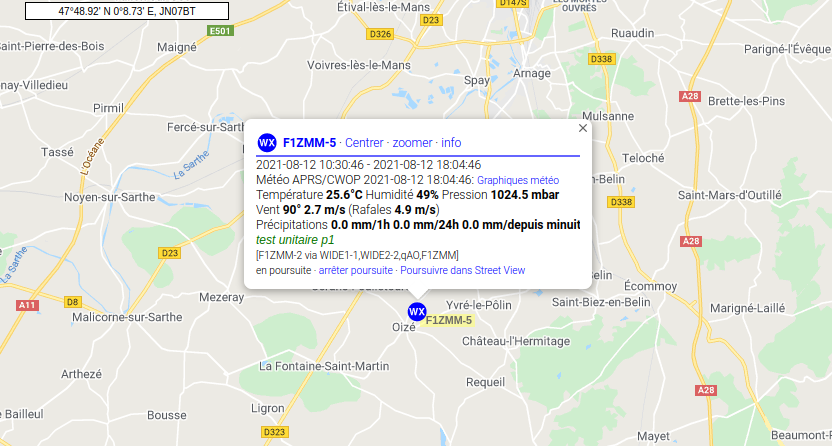 47°48.92' N 0°8.73' E, JN07BT
Étival-lès-le-Mans
D147S
OUVRÉS
E501
D23
D326
Ruaudin
Saint-Pierre-des-Bois
Maigné
Parigné-l'Évêque
Voivres-lès-le-Mans
D338
Spay
Arnage
nay-Villedieu
A28
Brette-les-Pins
Pirmil
Mulsanne
Fercé-sur-Sarth
L'Océane
Tassé
La Sarthe
Teloché
Noyen-sur-Sarthe
n-Belin
Saint-Mars-d'Outillé
D338
F1ZMM-5 · Centrer · zoomer · info
2021-08-12 10:30:46 - 2021-08-12 18:04:46
Météo APRS/CWOP 2021-08-12 18:04:46: Graphiques météo
Température 25.6°C Humidité 49% Pression 1024.5 mbar
Vent 90° 2.7 m/s (Rafales 4.9 m/s)
Précipitations 0.0 mm/1h 0.0 mm/24h 0.0 mm/depuis minuit
test unitaire p1
[F1ZMM-2 via WIDE1-1,WIDE2-2,qAO,F1ZMM]
en poursuite · arrêter poursuite · Poursuivre dans Street View
WX
A28
D23
La Sarthe
Belin
Écommoy
A11
D8
Mezeray
Yvré-le-Pôlin
Saint-Biez-en-Belin
Marigné-Laillé
Malicorne-sur-Sarthe
WX
F1ZMM-5
Oizé
Château-l'Hermitage
La Fontaine-Saint-Martin
Arthezé
Requeil
A28
Ligron
Bailleul
Bousse
D323
Mayet
Beaumont-P